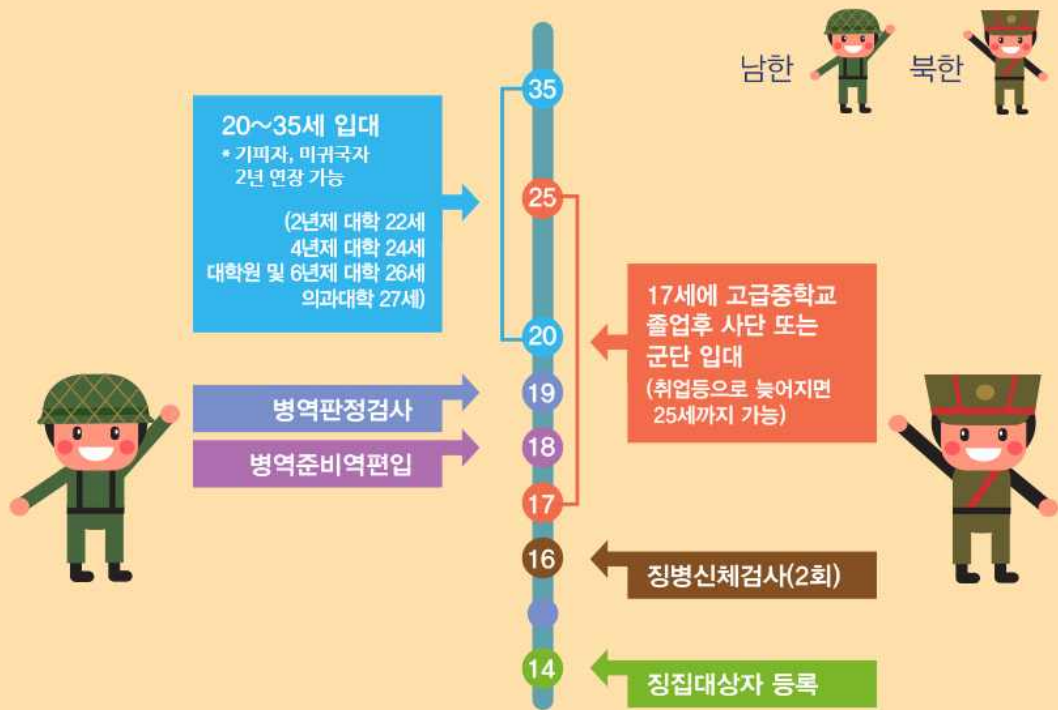 남한
북한
35
20~35세 입대
* 기피자, 미귀국자
2년 연장 가능
(2년제 대학 22세
4년제 대학 24세
대학원 및 6년제 대학 26세
의과대학 27세)
25
17세에 고급중학교
졸업후 사단 또는
군단 입대
(취업등으로 늦어지면
25세까지 가능)
20
병역판정검사
19
병역준비역편입
18
17
16
징병신체검사(2회)
14
징집대상자 등록